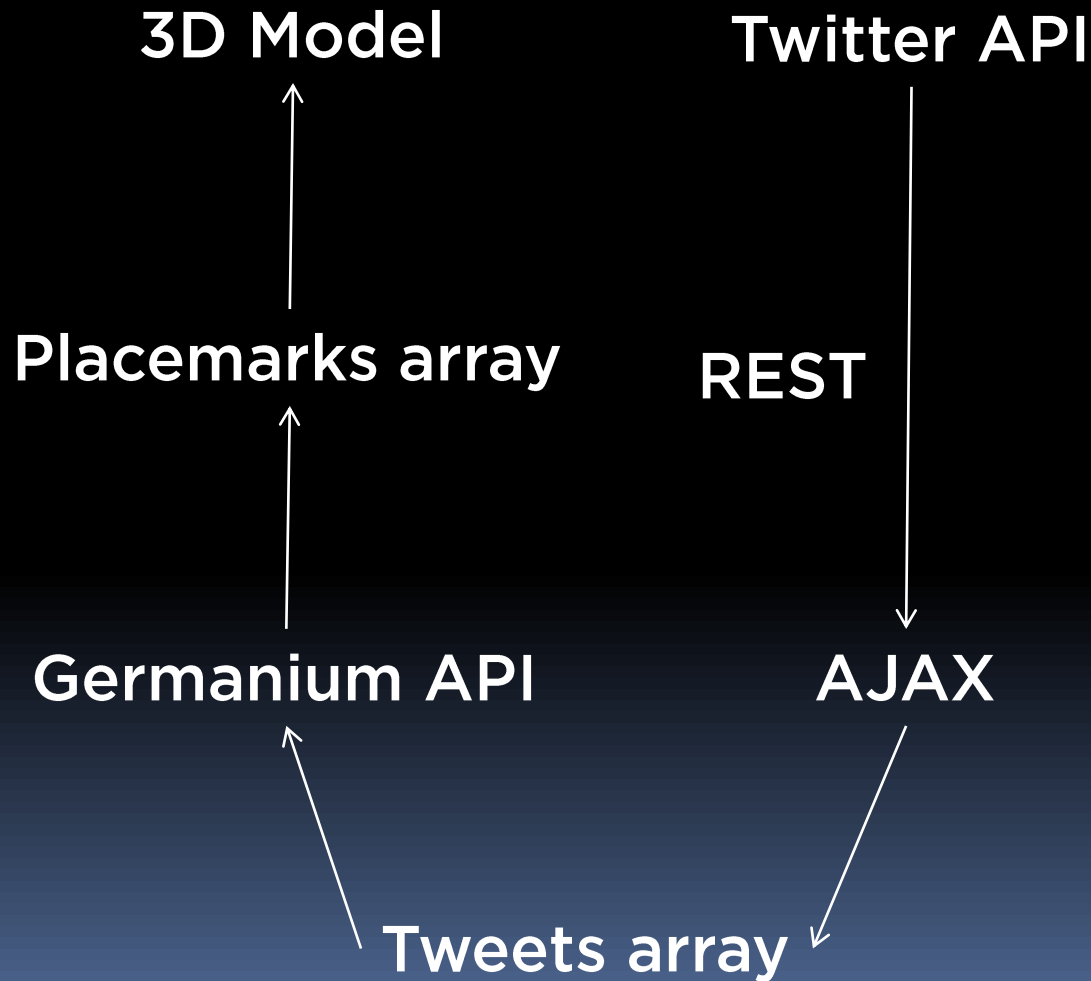 3D Model
Twitter API
Placemarks array
REST
Germanium API
AJAX
Tweets array